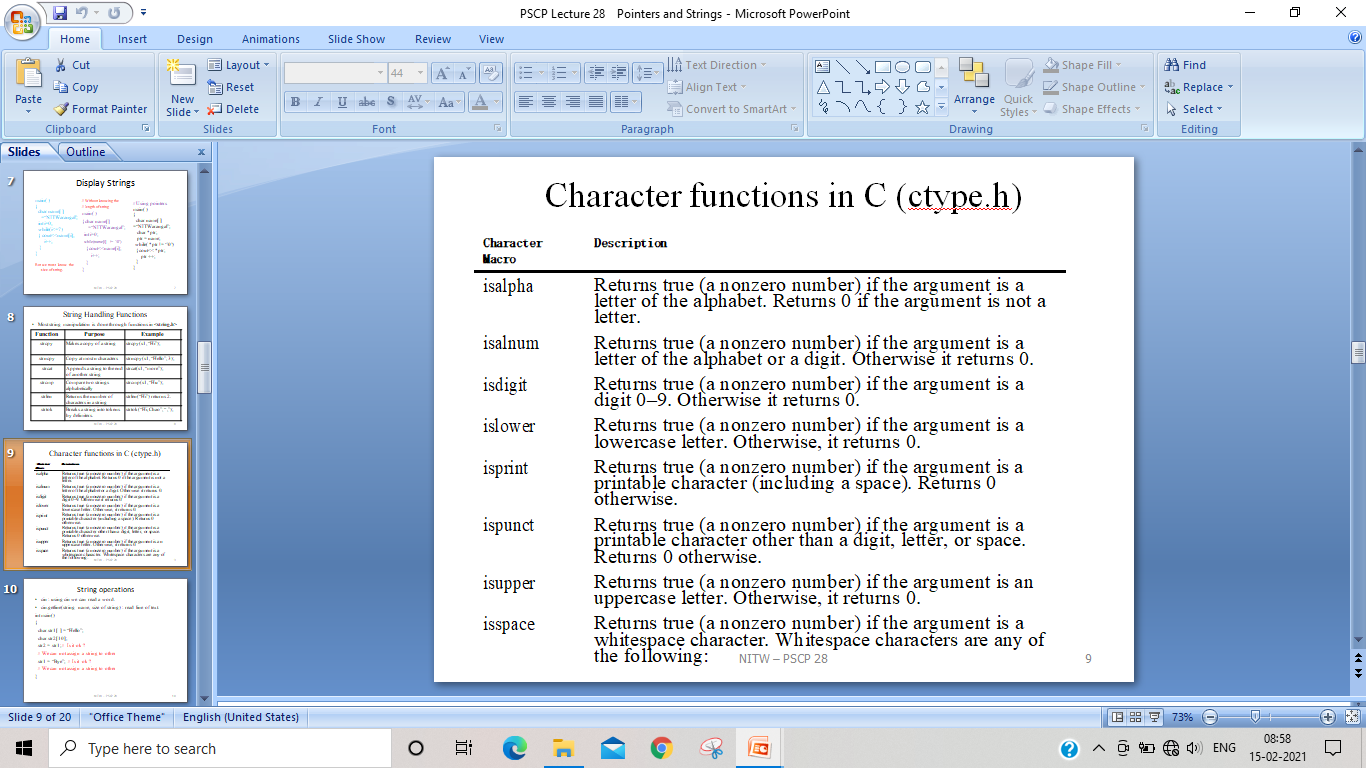 PSCP Lecture 28    Pointers and Strings - Microsoft PowerPoint
Home Insert Design Animations Slide Show Review View
Paste
Cut
Copy
Format Painter
Clipboard
New Slide
Layout
Reset
Delete
Slides
44
B I U abc S AV Aa A
Font
Text Direction
Align Text
Convert to SmartArt
Paragraph
Arrange
Quick Styles
Shape Fill
Shape Outline
Shape Effects
Drawing
Find
Replace
Select
Editing
Slides Outline x
7
Display Strings
8
String Handling Functions
Function Purpose Example
9
Character functions in C (ctype.h)
10
String operations
Character functions in C (ctype.h)
Character Description
Macro
isalpha Returns true (a nonzero number) if the argument is a
letter of the alphabet. Returns 0 if the argument is not a
letter.
isalnum Returns true (a nonzero number) if the argument is a
letter of the alphabet or a digit. Otherwise it returns 0.
isdigit Returns true (a nonzero number) if the argument is a
digit 0–9. Otherwise it returns 0.
islower Returns true (a nonzero number) if the argument is a
lowercase letter. Otherwise, it returns 0.
isprint Returns true (a nonzero number) if the argument is a
printable character (including a space). Returns 0
otherwise.
ispunct Returns true (a nonzero number) if the argument is a
printable character other than a digit, letter, or space.
Returns 0 otherwise.
isupper Returns true (a nonzero number) if the argument is an
uppercase letter. Otherwise, it returns 0.
isspace Returns true (a nonzero number) if the argument is a
whitespace character. Whitespace characters are any of
the following:
NITW – PSCP 28 9
Slide 9 of 20 "Office Theme" English (United States) 73%
Type here to search
ENG
08:58
15-02-2021